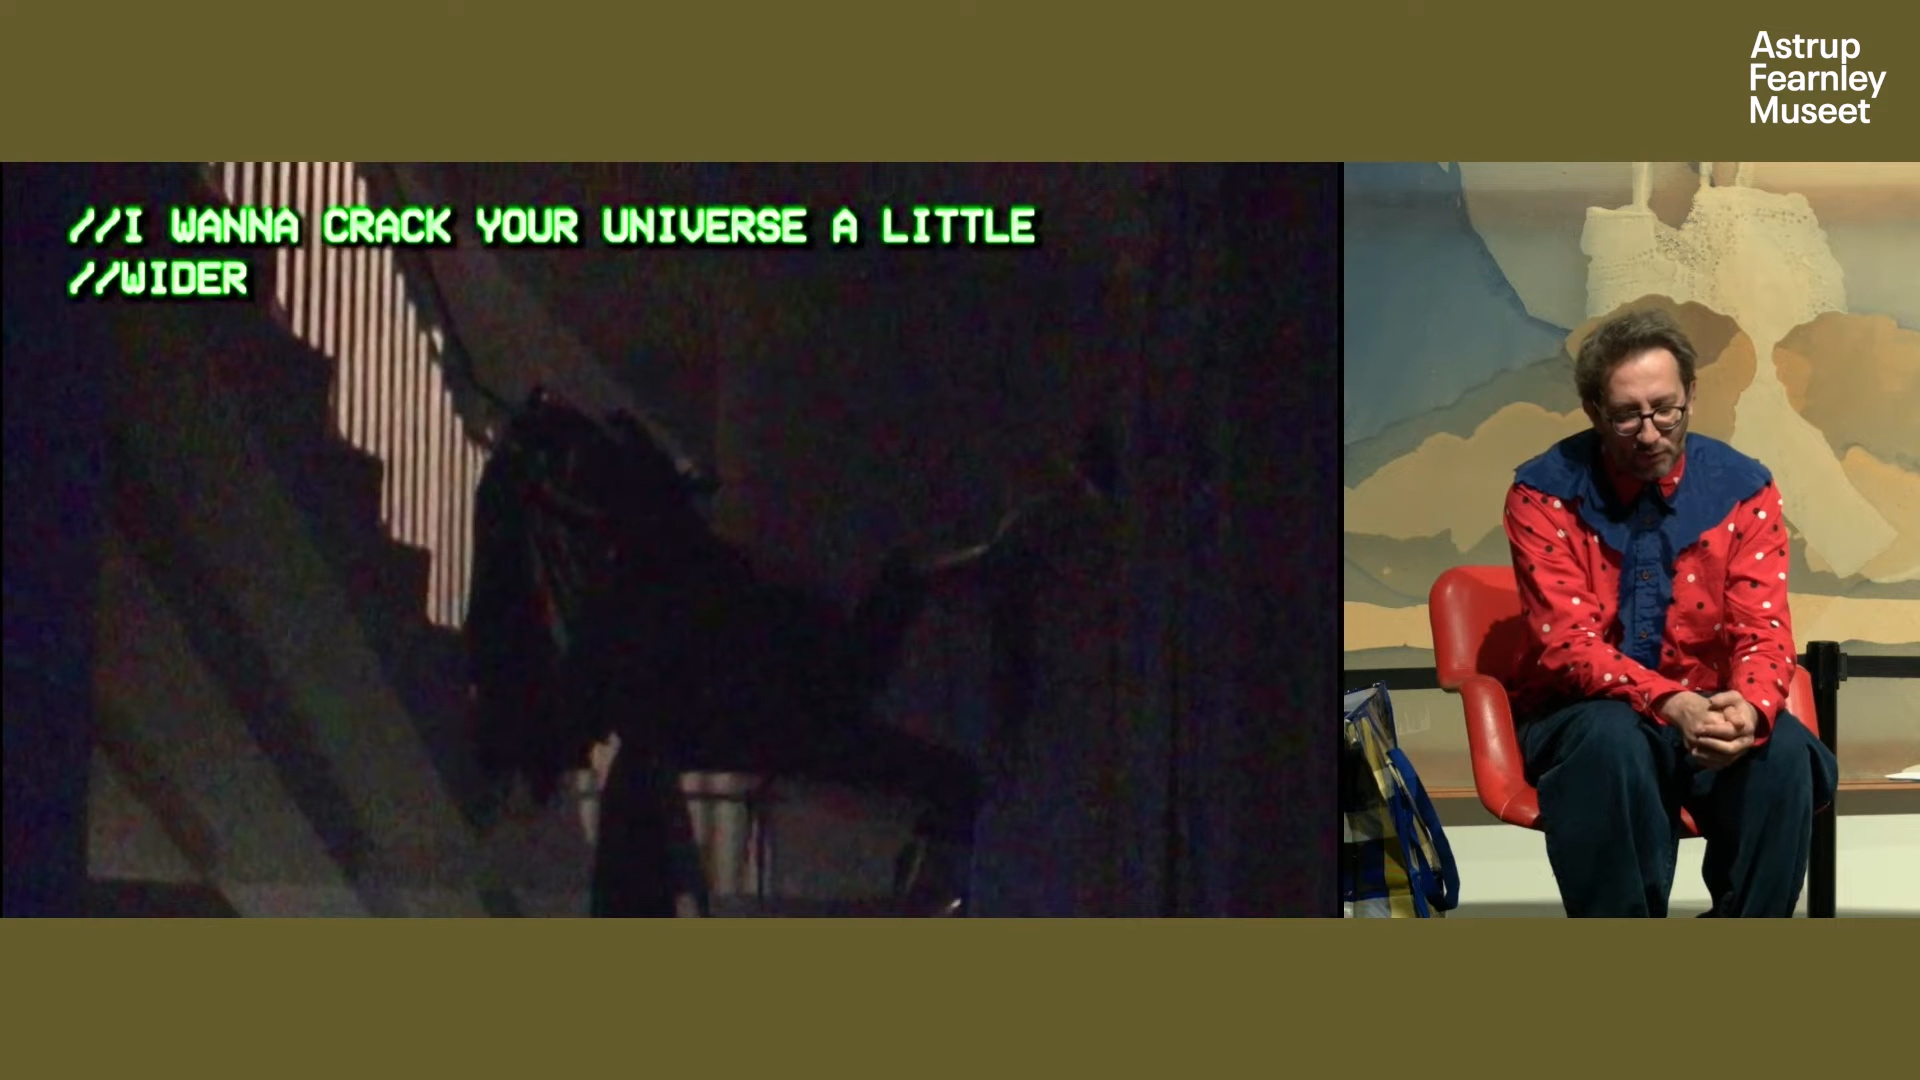 Astrup
Fearnley
Museet
//I WANNA CRACK YOUR UNIVERSE A LITTLE
//WIDER